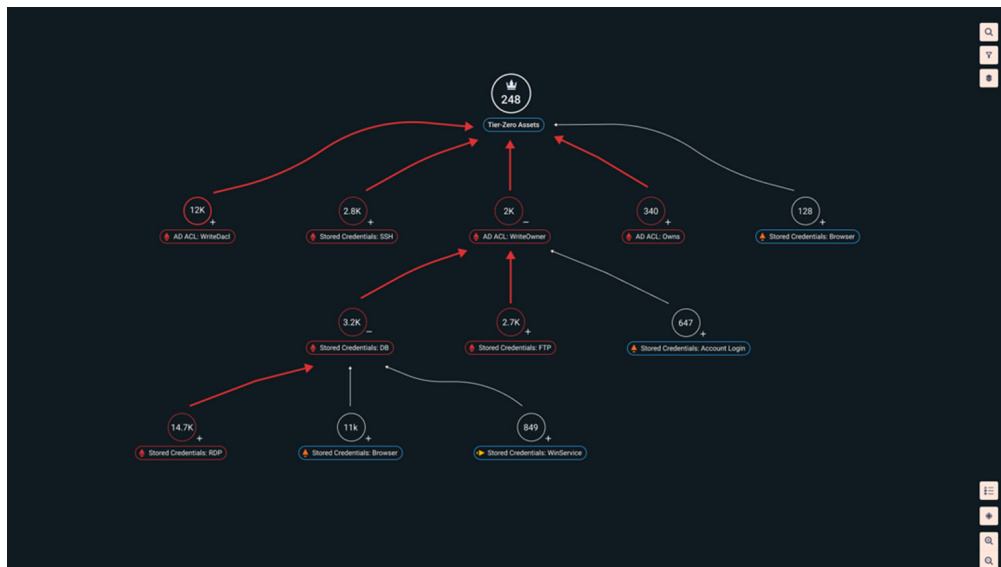 248
Tier-Zero Assets
12K
AD ACL: WriteDacl
2.8K
Stored Credentials: SSH
2K
AD ACL: WriteOwner
340
AD ACL: Owns
128
Stored Credentials: Browser
3.2K
Stored Credentials: DB
2.7K
Stored Credentials: FTP
647
Stored Credentials: Account Login
14.7K
Stored Credentials: RDP
11k
Stored Credentials: Browser
849
Stored Credentials: WinService